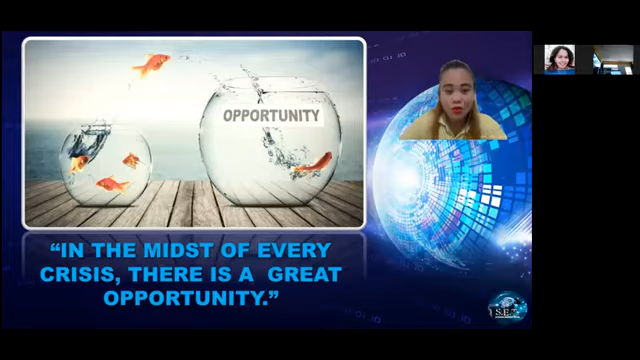 OPPORTUNITY
“IN THE MIDST OF EVERY
CRISIS, THERE IS A GREAT
OPPORTUNITY.”